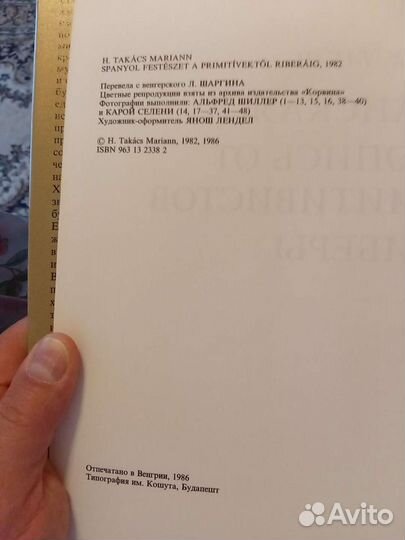 H. TAKÁCS MARIANN
SPANYOL FESTÉSZET A PRIMITÍVEKTŐL RIBERÁIG, 1982
Перевела с венгерского Л. ШАРГИНА
Цветные репродукции взяты из архива издательства «Корвина»
Фотографии выполнили: АЛЬФРЕД ШИЛЛЕР (1—13, 15, 16, 38—40)
и КАРОЙ СЕЛЕНИ (14, 17—37, 41—48)
Художник-оформитель ЯНОШ ЛЕНДЕЛ
© H. Takács Mariann, 1982, 1986
ISBN 963 13 2338 2
Отпечатано в Венгрии, 1986
Типография им. Кошута, Будапешт
Avito